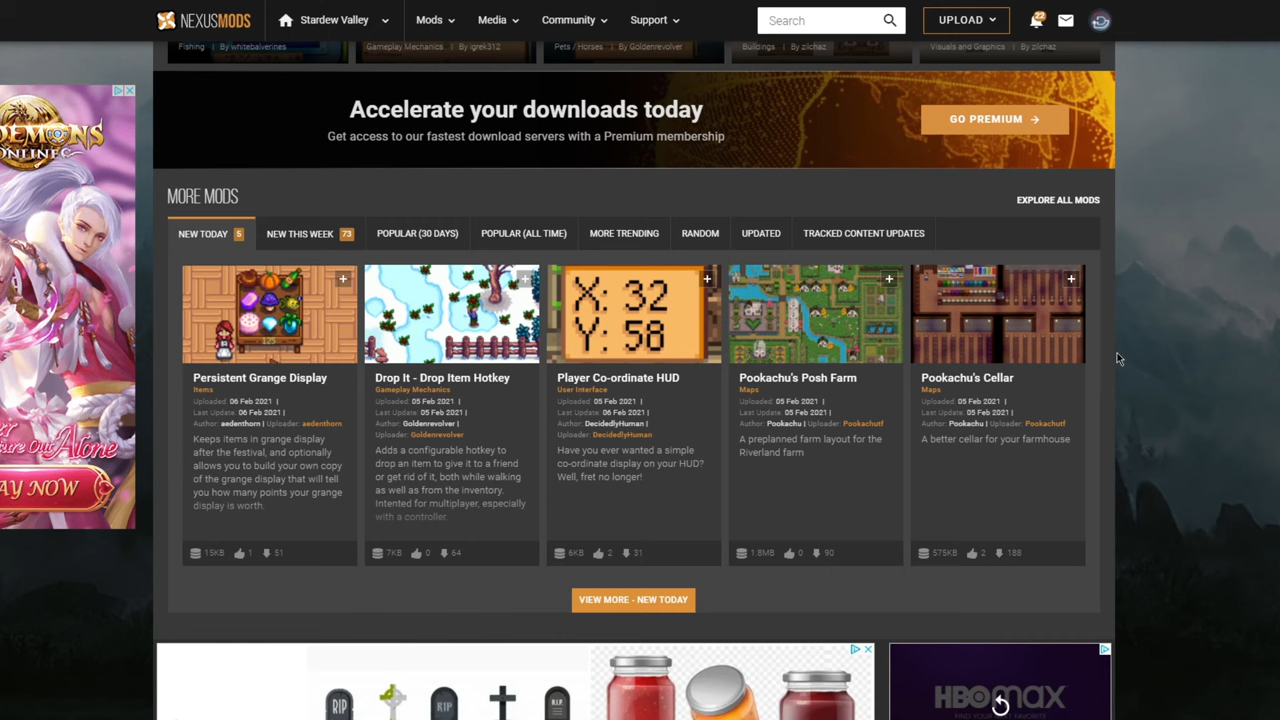 NEXUSMODS
Stardew Valley
Mods
Media
Community
Support
Search
UPLOAD
22
Fishing | By whitebalverines
Gameplay Mechanics | By igrek312
Pets / Horses | By Goldenrevolver
Buildings | By zilchaz
Visuals and Graphics | By zilchaz
Accelerate your downloads today
Get access to our fastest download servers with a Premium membership
GO PREMIUM
MORE MODS
EXPLORE ALL MODS
NEW TODAY 5
NEW THIS WEEK 73
POPULAR (30 DAYS)
POPULAR (ALL TIME)
MORE TRENDING
RANDOM
UPDATED
TRACKED CONTENT UPDATES
125
Persistent Grange Display
Items
Uploaded: 06 Feb 2021 |
Last Update: 06 Feb 2021 |
Author: aedenthorn | Uploader: aedenthorn
Keeps items in grange display
after the festival, and optionally
allows you to build your own copy
of the grange display that will tell
you how many points your grange
display is worth.
15KB 1 51
Drop It - Drop Item Hotkey
Gameplay Mechanics
Uploaded: 05 Feb 2021 |
Last Update: 05 Feb 2021 |
Author: Goldenrevolver |
Uploader: Goldenrevolver
Adds a configurable hotkey to
drop an item to give it to a friend
or get rid of it, both while walking
as well as from the inventory.
Intented for multiplayer, especially
with a controller.
7KB 0 64
X: 32
Y: 58
Player Co-ordinate HUD
User Interface
Uploaded: 05 Feb 2021 |
Last Update: 06 Feb 2021 |
Author: DecidedlyHuman |
Uploader: DecidedlyHuman
Have you ever wanted a simple
co-ordinate display on your HUD?
Well, fret no longer!
6KB 2 31
Pookachu's Posh Farm
Maps
Uploaded: 05 Feb 2021 |
Last Update: 05 Feb 2021 |
Author: Pookachu | Uploader: Pookachutf
A preplanned farm layout for the
Riverland farm
1.8MB 0 90
Pookachu's Cellar
Maps
Uploaded: 05 Feb 2021 |
Last Update: 05 Feb 2021 |
Author: Pookachu | Uploader: Pookachutf
A better cellar for your farmhouse
575KB 2 188
VIEW MORE - NEW TODAY
EMONS
ONLINE
ure Out Alone
AY NOW
RIP
RIP
HBOMAX